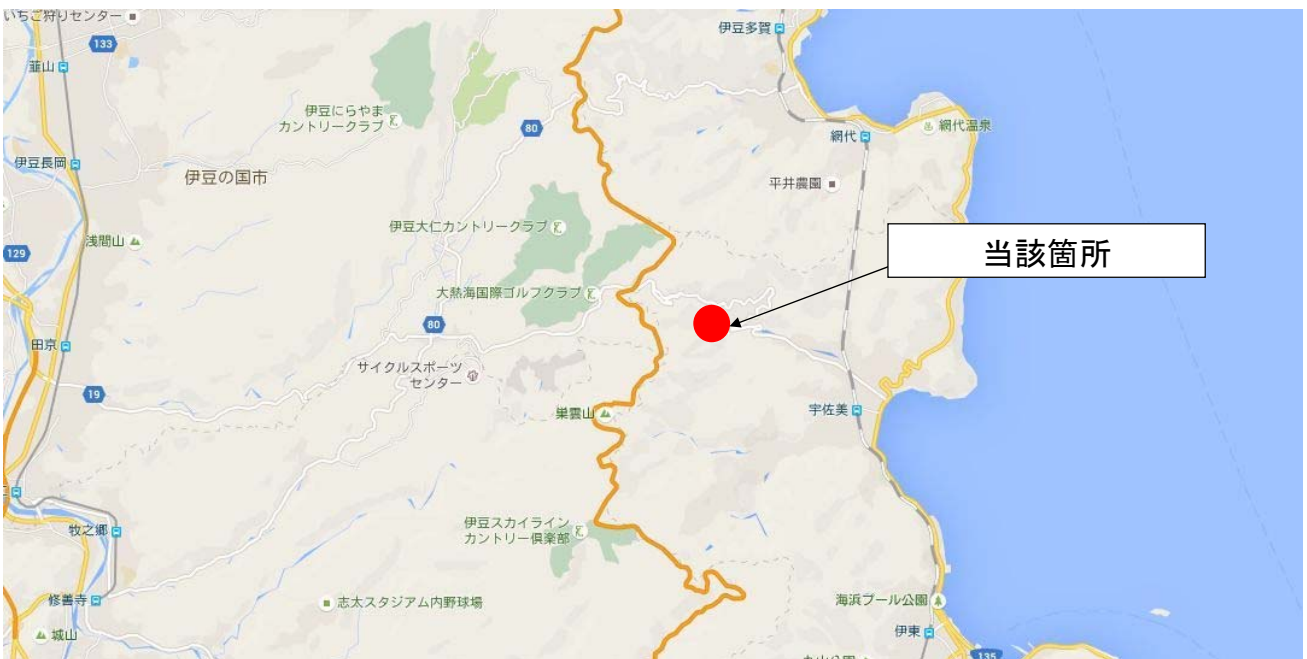 いちご狩りセンター
133
韮山
伊豆多賀
伊豆にらやま
カントリークラブ
80
網代
網代温泉
伊豆長岡
伊豆の国市
平井農園
伊豆大仁カントリークラブ
浅間山
129
当該箇所
大熱海国際ゴルフクラブ
80
田京
サイクルスポーツ
センター
19
巣雲山
宇佐美
伊豆スカイライン
カントリー倶楽部
牧之郷
修善寺
志太スタジアム内野球場
海浜プール公園
城山
伊東
135